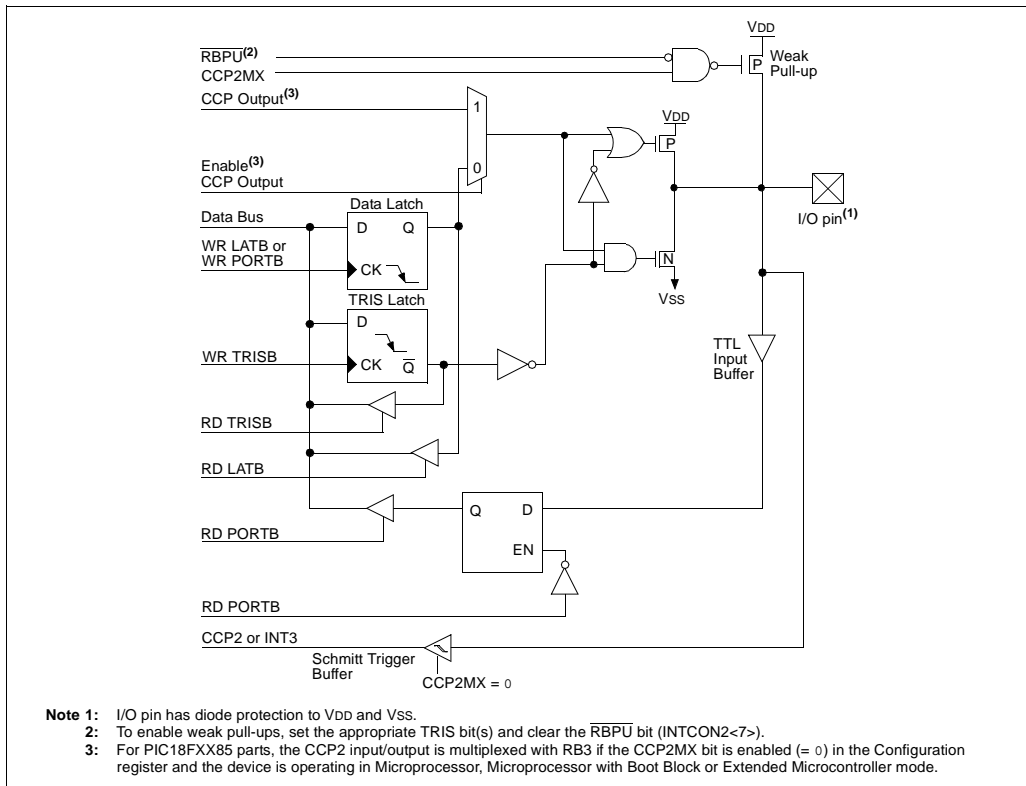 VDD
RBPU(2)
Weak
Pull-up
P
CCP2MX
CCP Output(3)
1
VDD
P
0
Enable(3)
CCP Output
I/O pin(1)
Data Bus
Data Latch
D Q
WR LATB or
WR PORTB
CK
N
VSS
TRIS Latch
D
TTL
Input
Buffer
WR TRISB
CK Q
RD TRISB
RD LATB
Q D
RD PORTB
EN
RD PORTB
CCP2 or INT3
Schmitt Trigger
Buffer
CCP2MX = 0
Note 1: I/O pin has diode protection to VDD and VSS.
2: To enable weak pull-ups, set the appropriate TRIS bit(s) and clear the RBPU bit (INTCON2<7>).
3: For PIC18FXX85 parts, the CCP2 input/output is multiplexed with RB3 if the CCP2MX bit is enabled (= 0) in the Configuration
register and the device is operating in Microprocessor, Microprocessor with Boot Block or Extended Microcontroller mode.